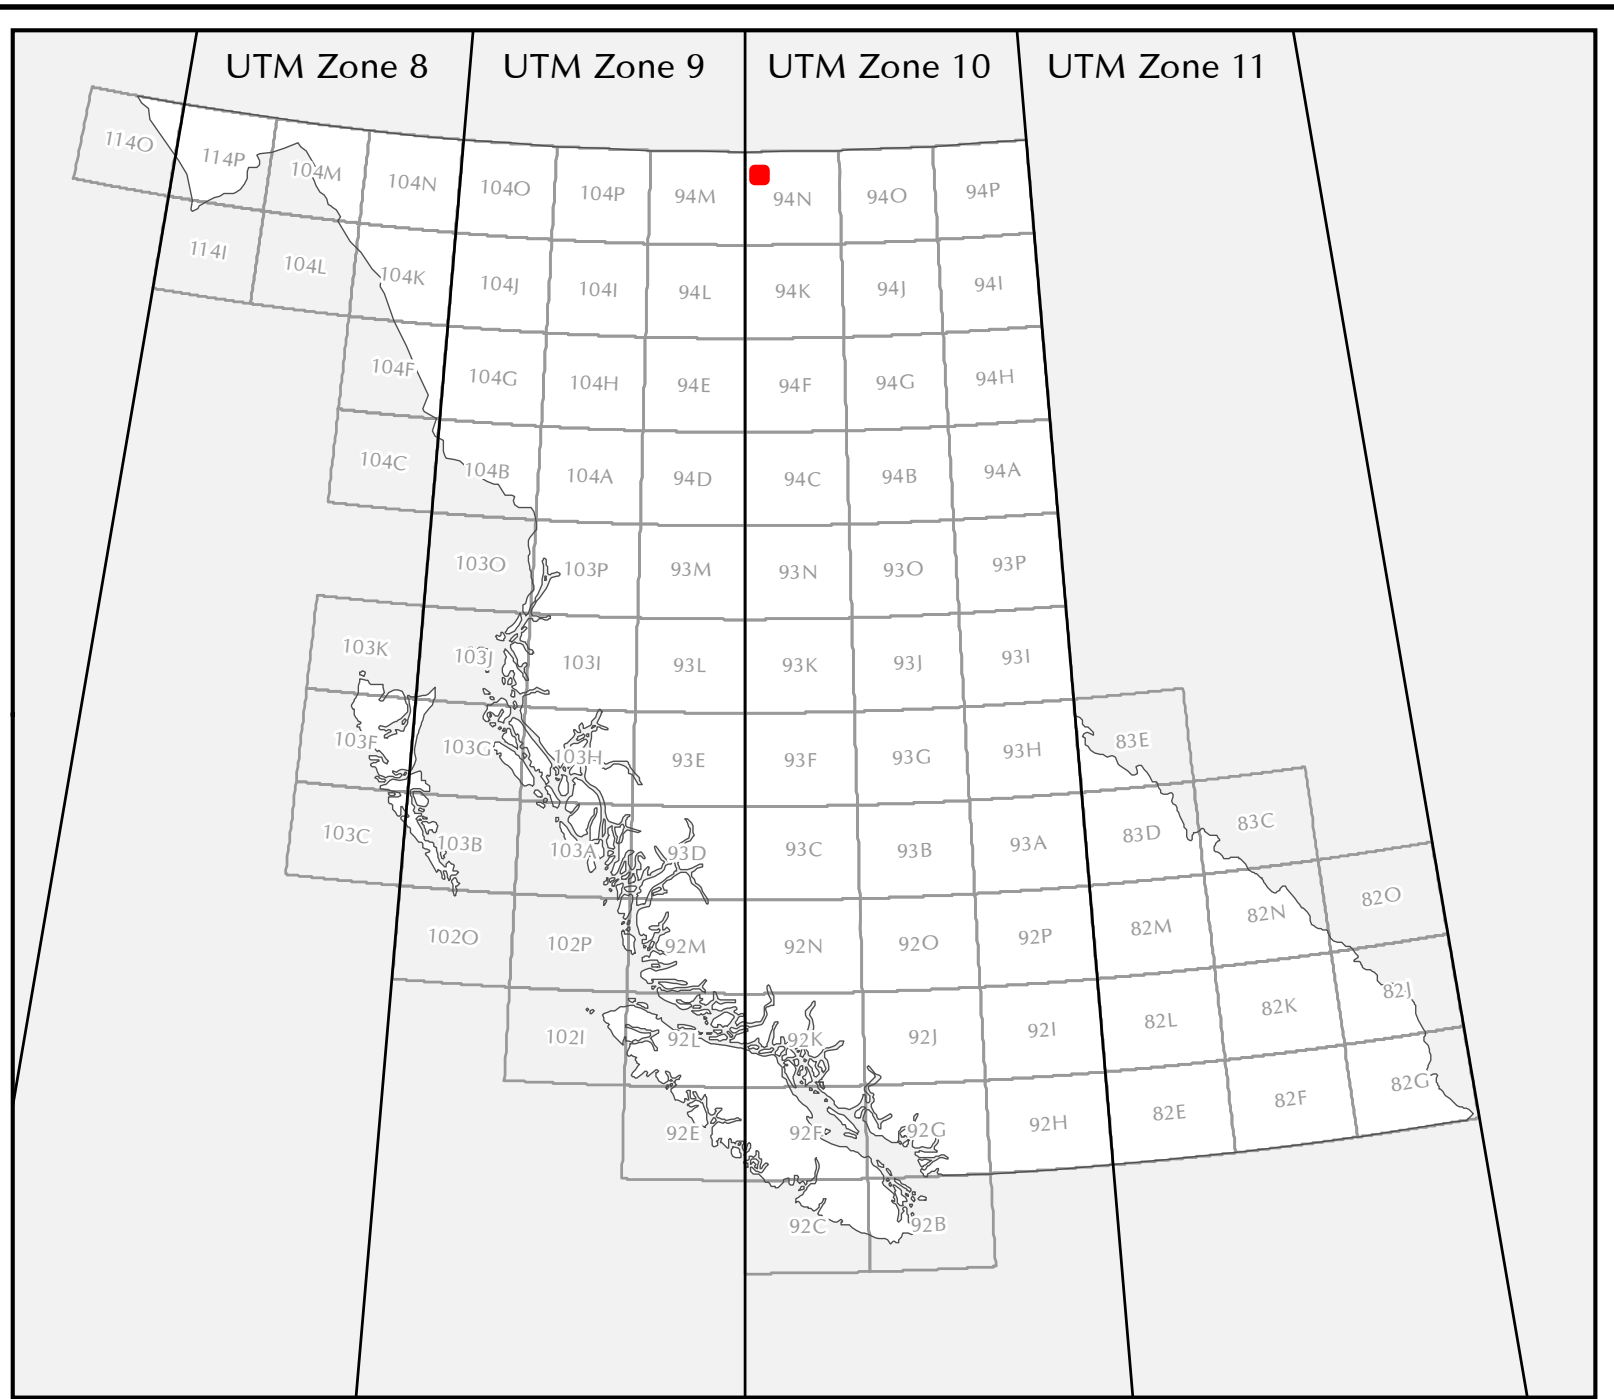 UTM Zone 8 UTM Zone 9 UTM Zone 10 UTM Zone 11
114O 114P 104M 104N 104O 104P 94M 94N 94O 94P
114I 104L 104K 104J 104I 94L 94K 94J 94I
104F 104G 104H 94E 94F 94G 94H
104C 104B 104A 94D 94C 94B 94A
103O 103P 93M 93N 93O 93P
103K 103J 103I 93L 93K 93J 93I
103F 103G 103H 93E 93F 93G 93H 83E
103C 103B 103A 93D 93C 93B 93A 83D 83C
102O 102P 92M 92N 92O 92P 82M 82N 82O
102I 92L 92K 92J 92I 82L 82K 82J
92E 92F 92G 92H 82E 82F 82G
92C 92B